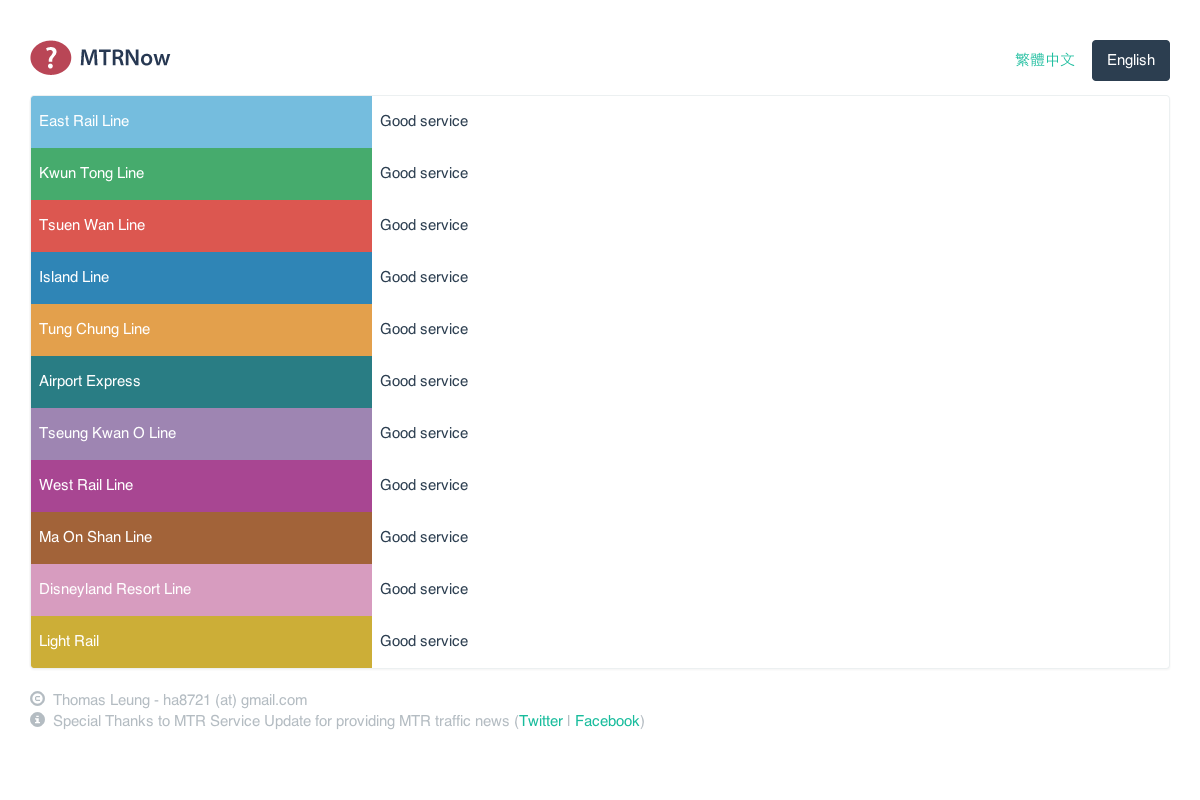 ? MTRNow
繁體中文 English
East Rail Line Good service
Kwun Tong Line Good service
Tsuen Wan Line Good service
Island Line Good service
Tung Chung Line Good service
Airport Express Good service
Tseung Kwan O Line Good service
West Rail Line Good service
Ma On Shan Line Good service
Disneyland Resort Line Good service
Light Rail Good service
© Thomas Leung - ha8721 (at) gmail.com
Special Thanks to MTR Service Update for providing MTR traffic news (Twitter | Facebook)